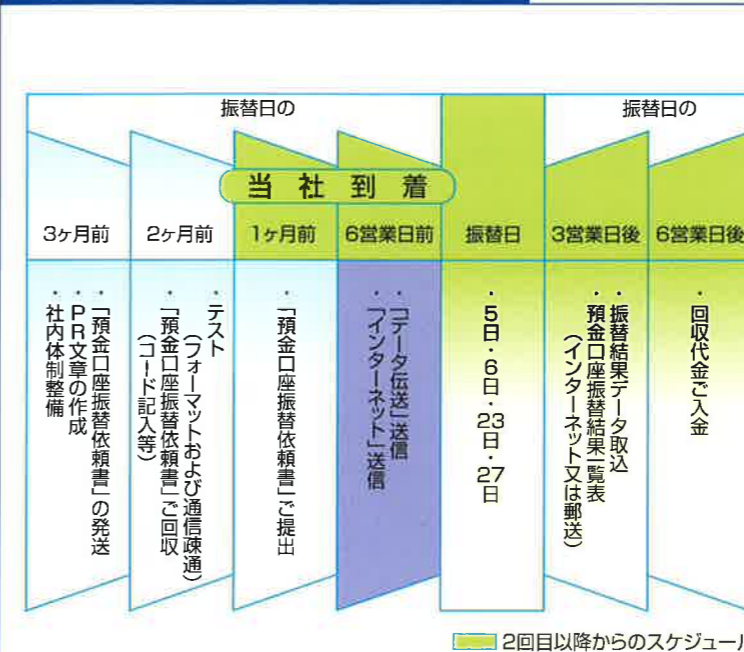 振替日の
振替日の
当社到着
3ヶ月前
2ヶ月前
1ヶ月前
6営業日前
振替日
3営業日後
6営業日後
・「預金口座振替依頼書」の発送
・PR文章の作成
・社内体制整備
・テスト
(フォーマットおよび通信疎通)
・「預金口座振替依頼書」ご回収
(コード記入等)
・「預金口座振替依頼書」ご提出
・「データ伝送」送信
・「インターネット」送信
・5日・6日・23日・27日
・振替結果データ取込
・預金口座振替結果一覧表
(インターネット又は郵送)
・回収代金ご入金
2回目以降からのスケジュール